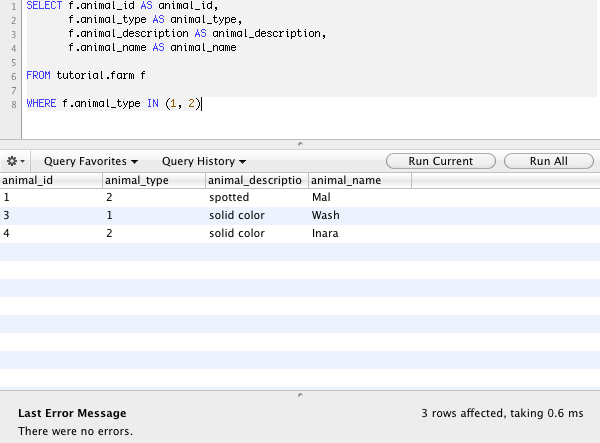 1 SELECT f.animal_id AS animal_id,
2 f.animal_type AS animal_type,
3 f.animal_description AS animal_description,
4 f.animal_name AS animal_name
5
6 FROM tutorial.farm f
7
8 WHERE f.animal_type IN (1, 2)
Query Favorites Query History Run Current Run All
animal_id animal_type animal_descriptio animal_name
1 2 spotted Mal
3 1 solid color Wash
4 2 solid color Inara
Last Error Message 3 rows affected, taking 0.6 ms
There were no errors.